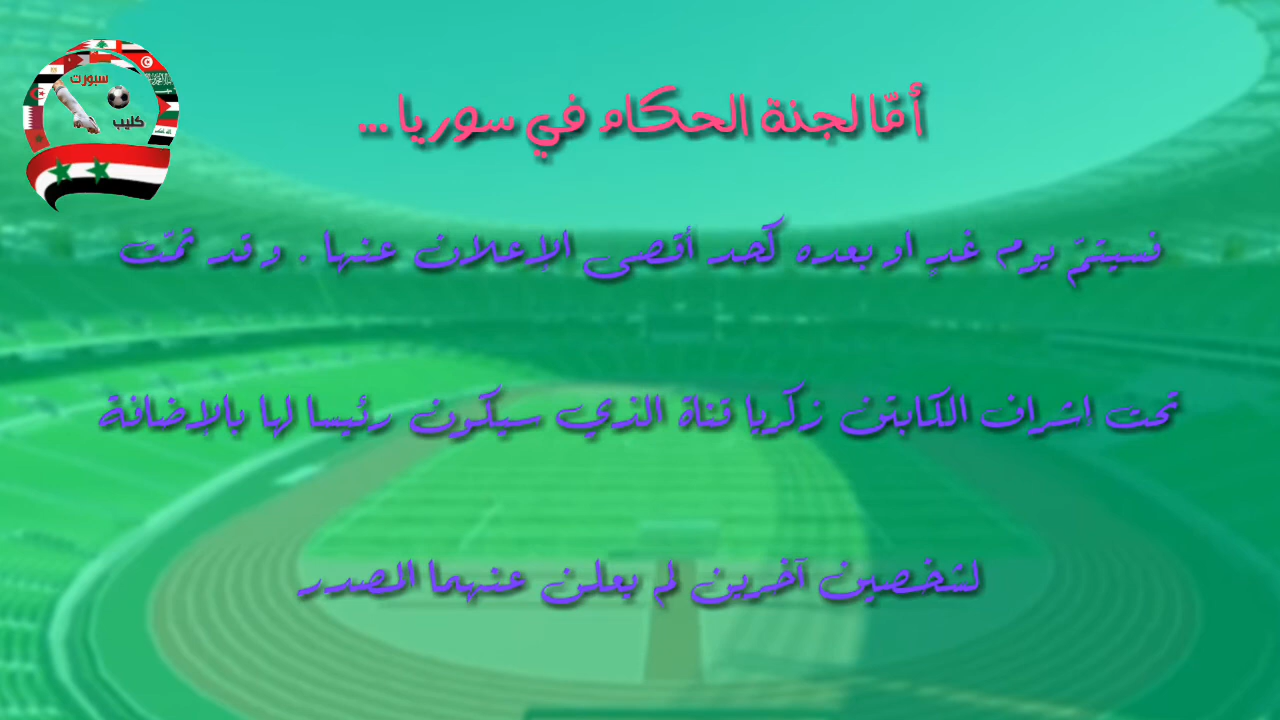 سبورت
كليب
أمّا لجنة الحكام في سوريا ...
فسيتمّ يوم غدٍ او بعده كحد أقصى الإعلان عنها . وقد تمّت
تحت اشراف الكابتن زكريا قناة الذي سيكون رئيسا لها بالإضافة
لشخصين آخرين لم يعلن عنهما المصدر